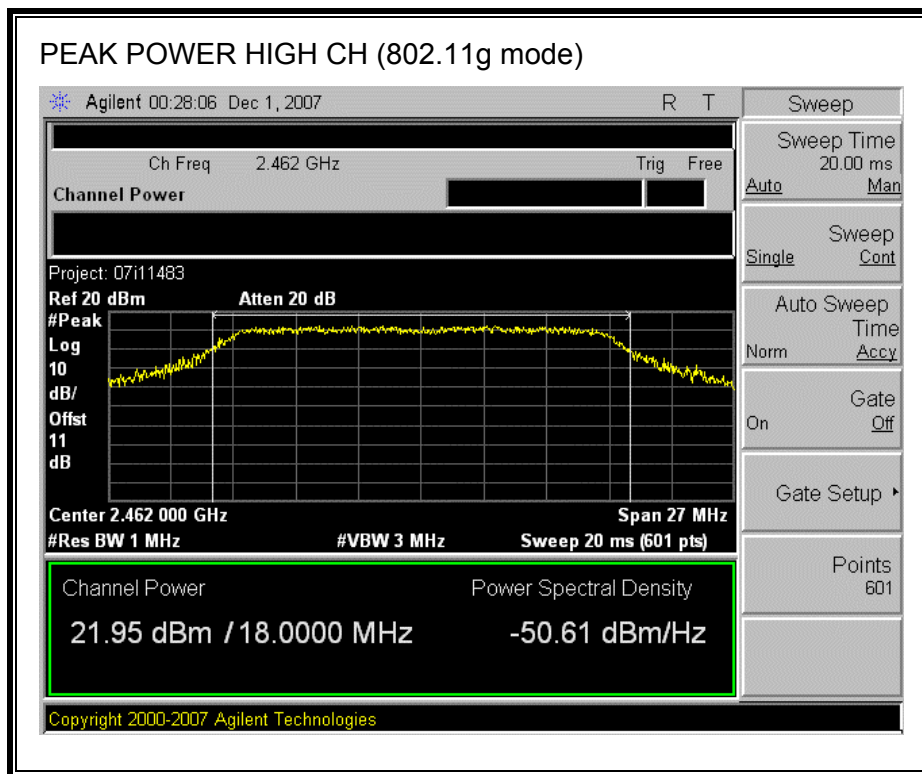 PEAK POWER HIGH CH (802.11g mode)
Agilent 00:28:06 Dec 1, 2007 R T
Ch Freq 2.462 GHz Trig Free
Channel Power
Project: 07i11483
Ref 20 dBm Atten 20 dB
#Peak
Log
10
dB/
Offst
11
dB
Center 2.462 000 GHz Span 27 MHz
#Res BW 1 MHz #VBW 3 MHz Sweep 20 ms (601 pts)
Channel Power Power Spectral Density
21.95 dBm / 18.0000 MHz -50.61 dBm/Hz
Copyright 2000-2007 Agilent Technologies
Sweep
Sweep Time
20.00 ms
Auto Man
Sweep
Single Cont
Auto Sweep
Time
Norm Accy
Gate
On Off
Gate Setup
Points
601